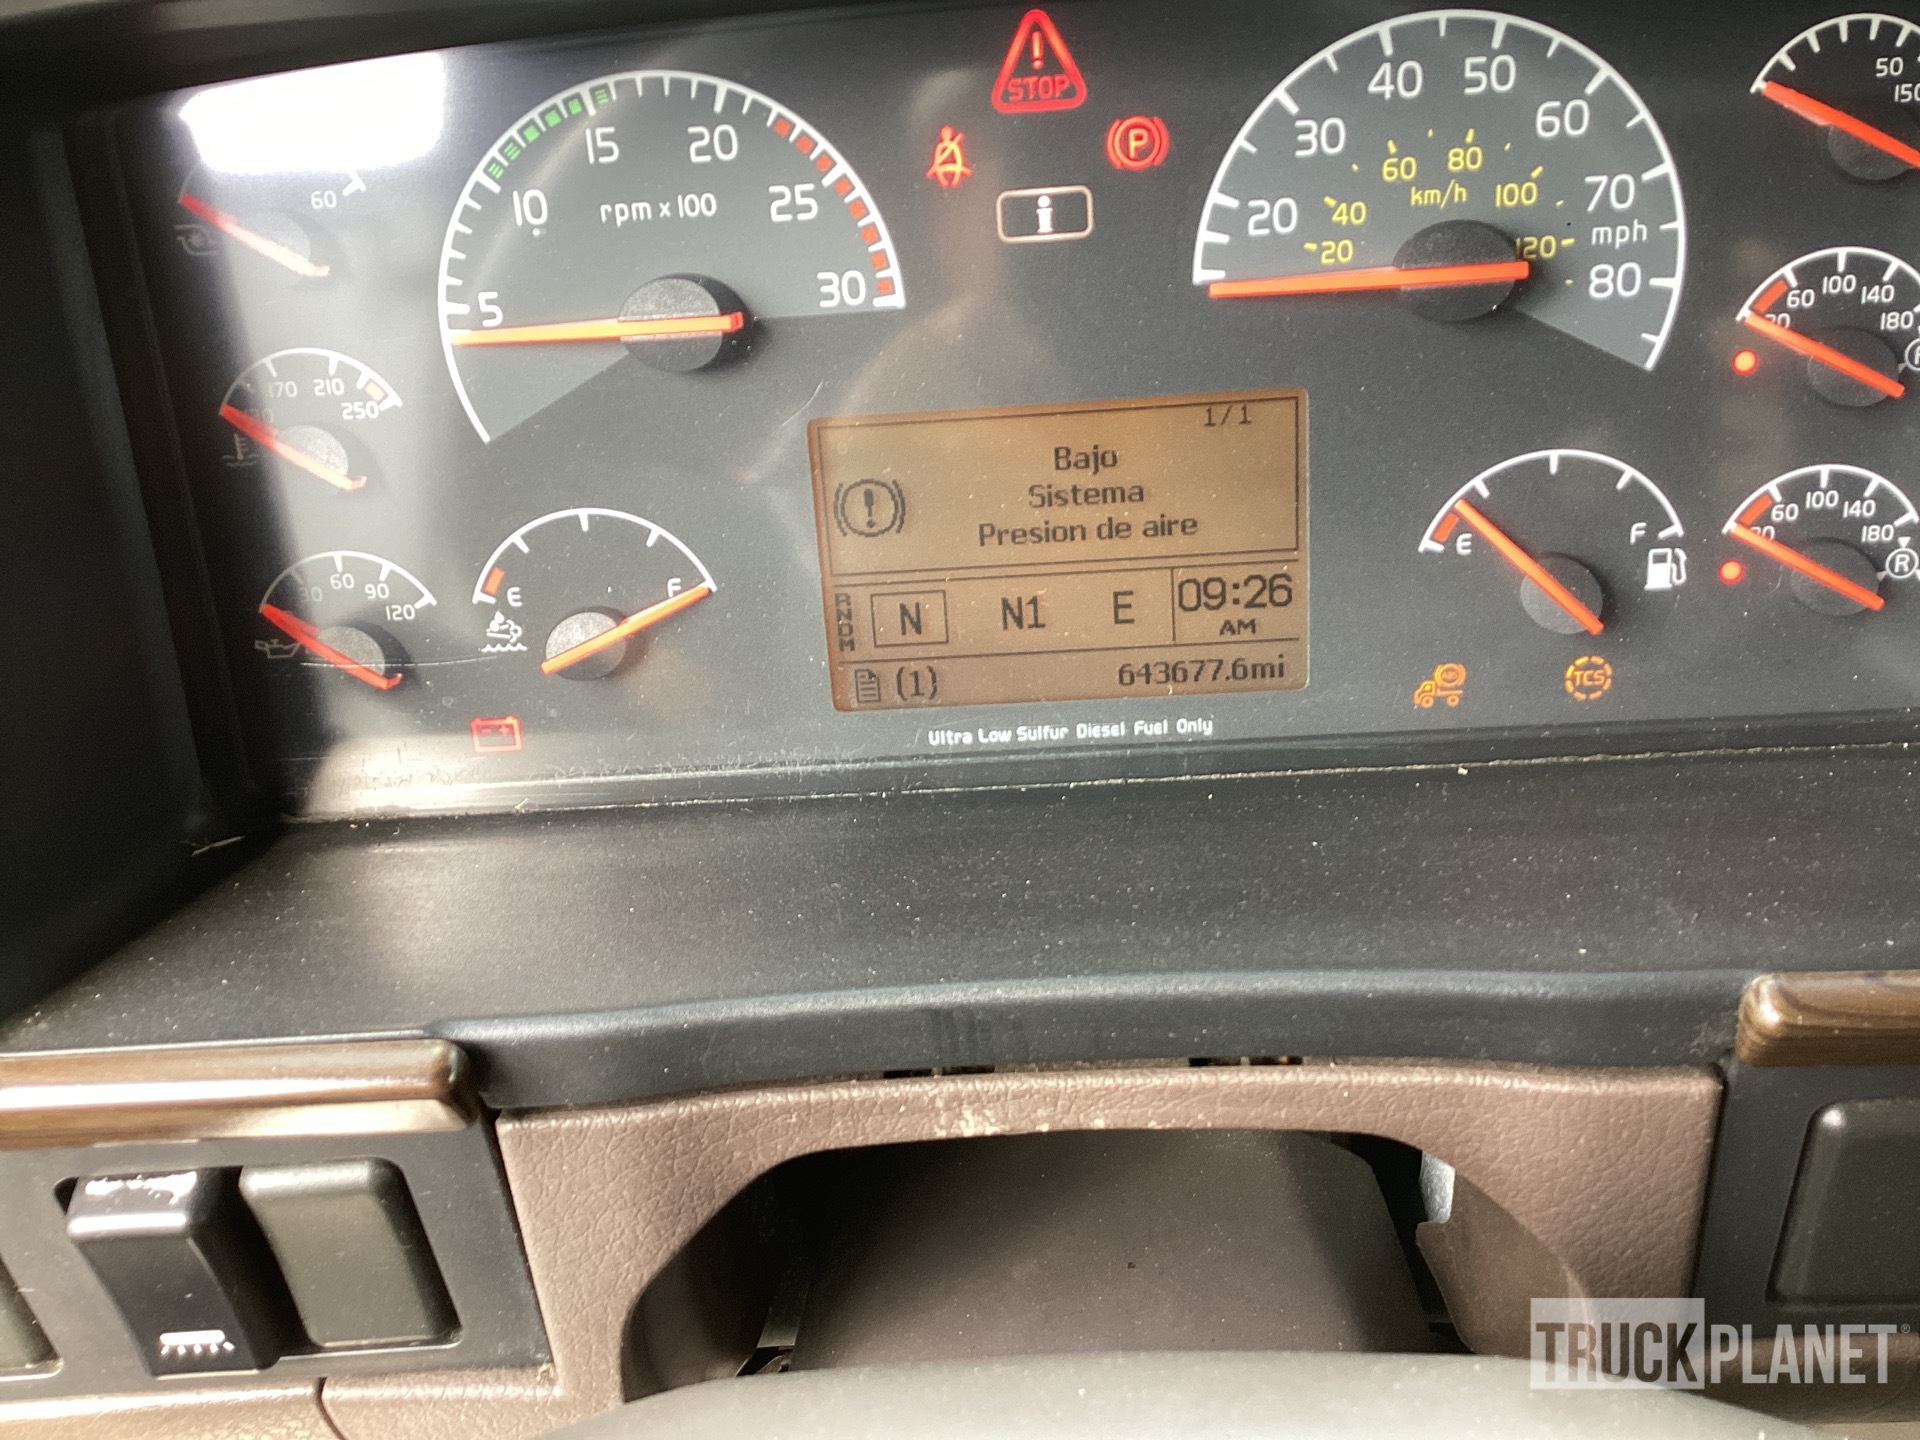 STOP
P
i
60
5
10
15
20
25
30
rpm x 100
20
30
40
50
60
70
80
mph
20
40
60
80
100
120
km/h
50
150
60
100
140
180
170
210
250
30
60
90
120
E
F
1/1
Bajo
Sistema
Presion de aire
RNDM
N
N1
E
09:26
AM
(1)
643677.6mi
E
F
60
100
140
180
R
TCS
Ultra Low Sulfur Diesel Fuel Only
TRUCKPLANET®